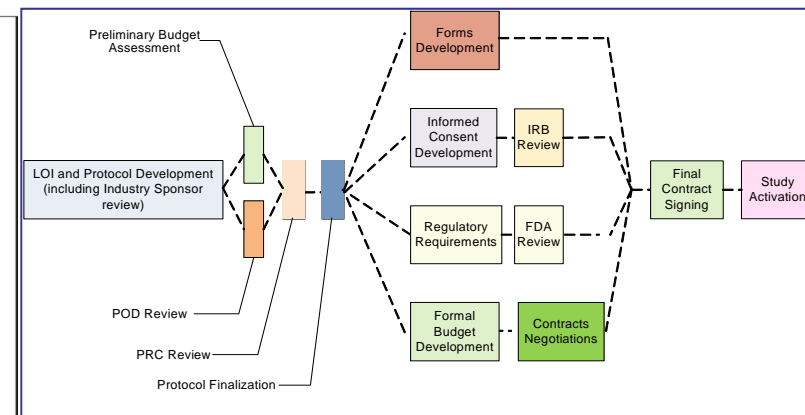 Preliminary Budget
Assessment
LOI and Protocol Development
(including Industry Sponsor
review)
POD Review
PRC Review
Protocol Finalization
Forms
Development
Informed
Consent
Development
IRB
Review
Regulatory
Requirements
FDA
Review
Formal
Budget
Development
Contracts
Negotiations
Final
Contract
Signing
Study
Activation